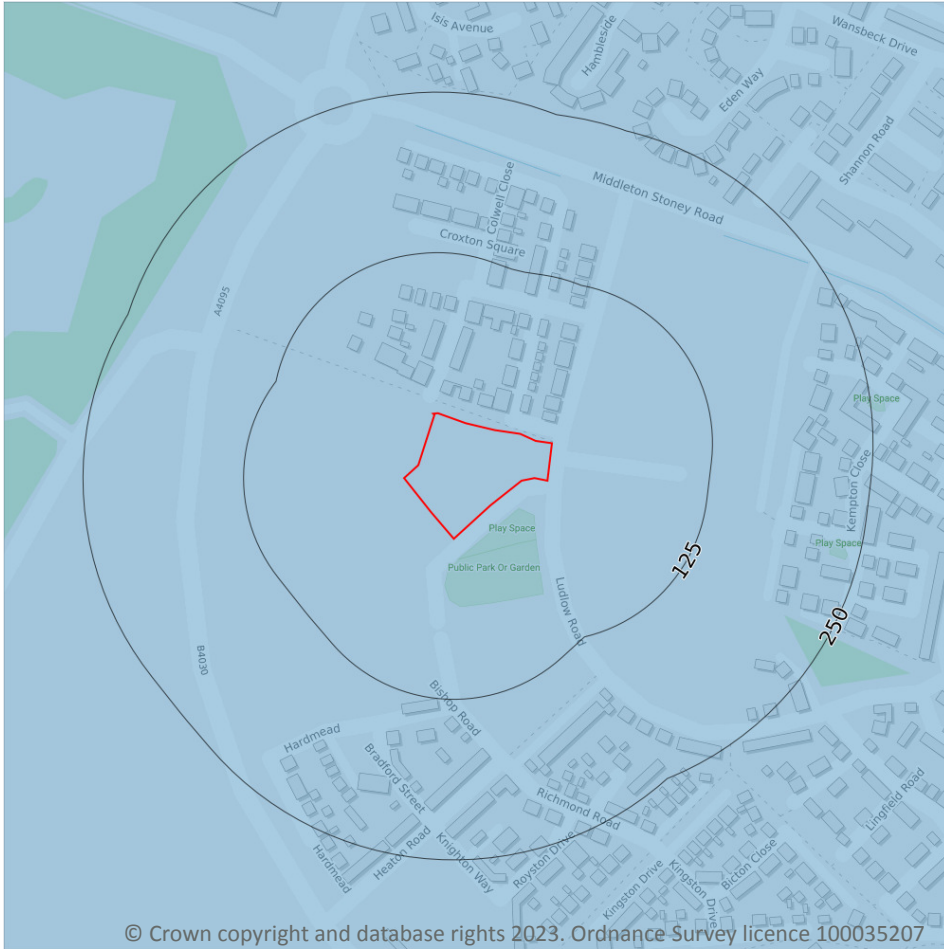 Isis Avenue
Hambleside
Wansbeck Drive
Eden Way
Shannon Road
Middleton Stoney Road
Colwell Close
Croxton Square
A4095
Play Space
Kempton Close
Play Space
Play Space
Public Park Or Garden
125
Ludlow Road
250
B4030
Bishop Road
Hardmead
Bradford Street
Richmond Road
Lingfield Road
Heaton Road
Hardmead
Knighton Way
Royston Drive
Kingston Drive
Kingston Drive
Bicton Close
© Crown copyright and database rights 2023. Ordnance Survey licence 100035207